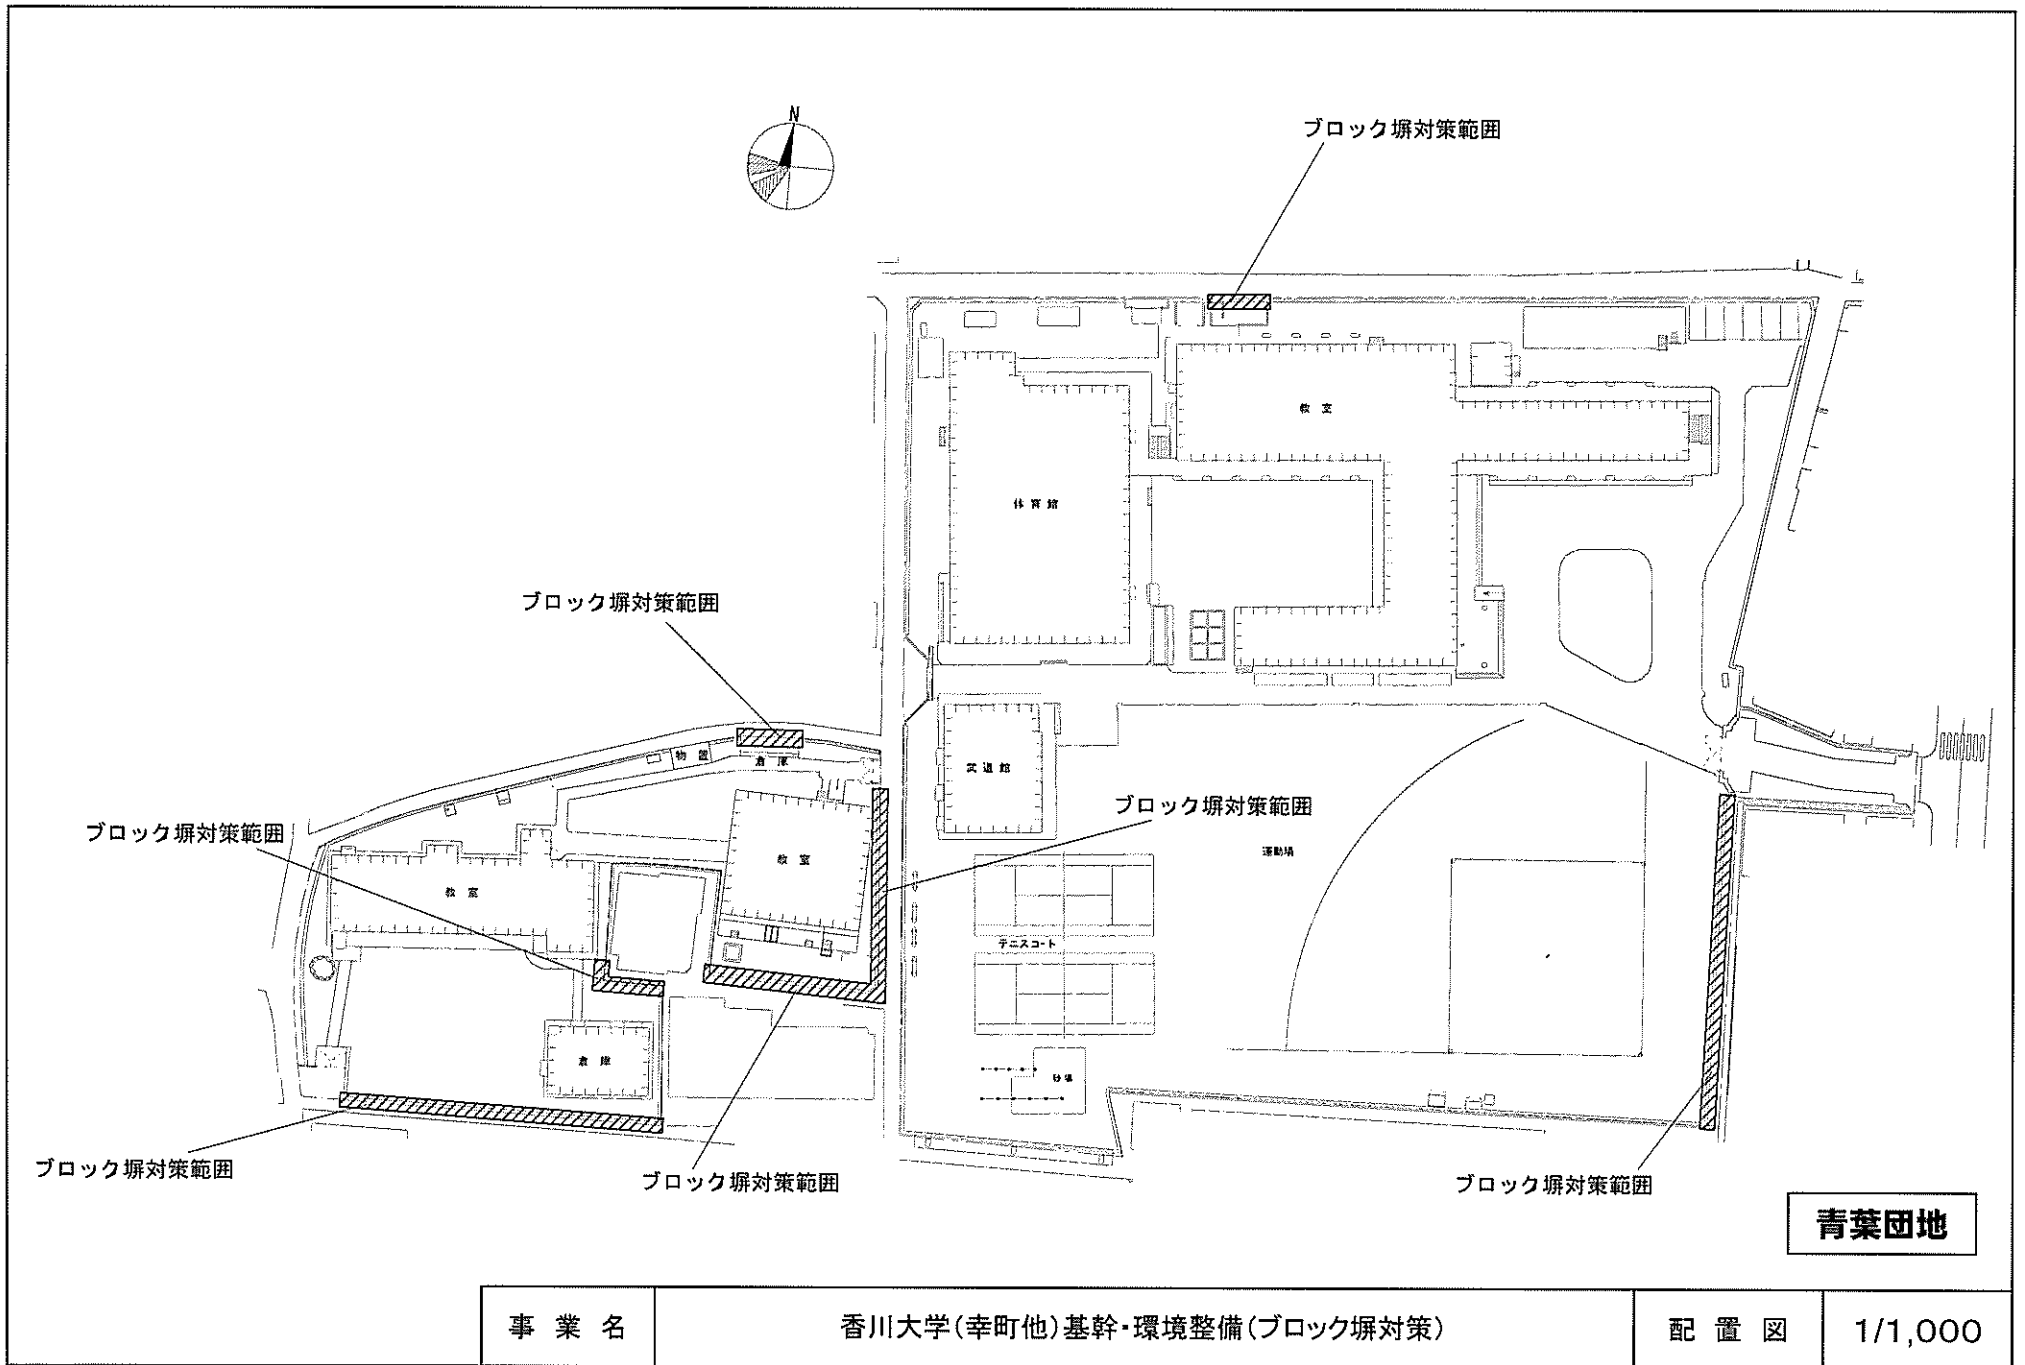 N
ブロック塀対策範囲
教室
体育館
ブロック塀対策範囲
物置
倉庫
武道館
ブロック塀対策範囲
ブロック塀対策範囲
運動場
教室
教室
テニスコート
倉庫
砂場
ブロック塀対策範囲
ブロック塀対策範囲
ブロック塀対策範囲
青葉団地
事業名
香川大学(幸町他)基幹・環境整備(ブロック塀対策)
配置図
1/1,000